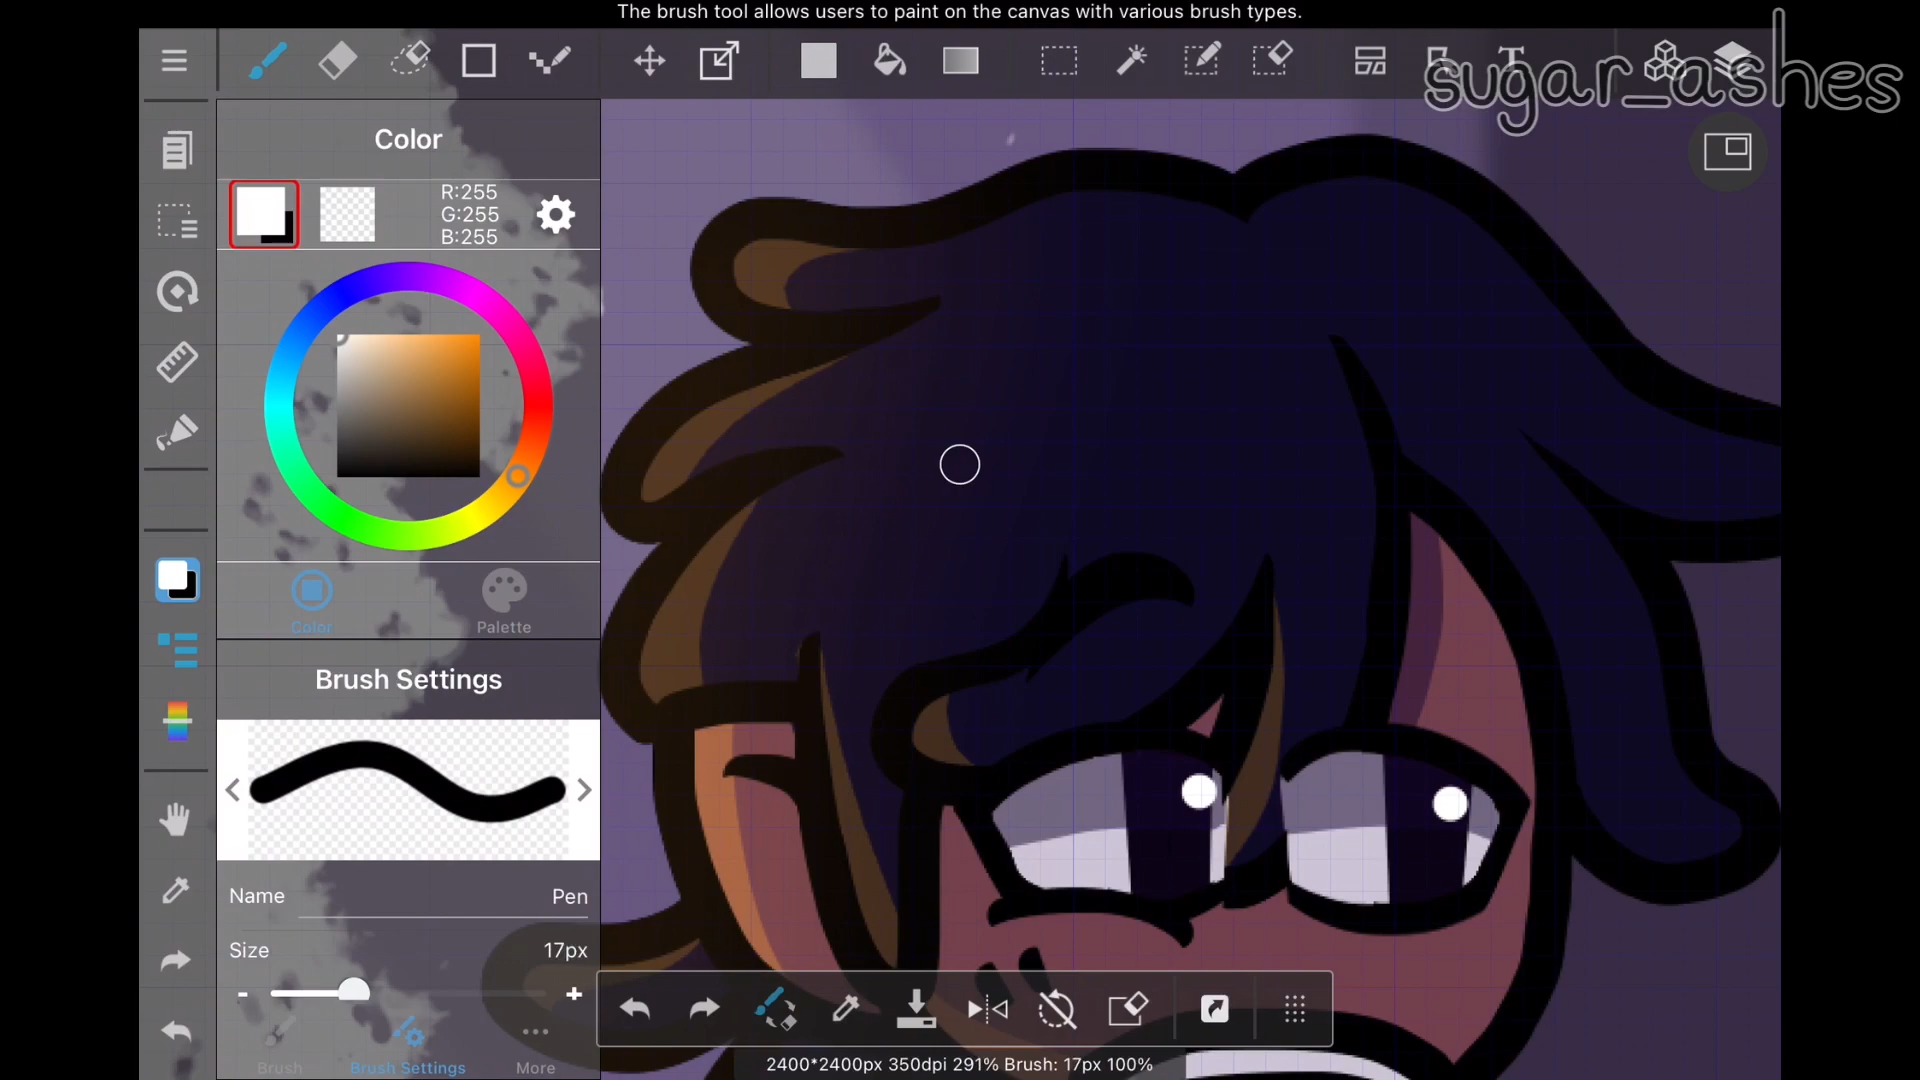 The brush tool allows users to paint on the canvas with various brush types.
sugar_ashes
T
Color
R:255
G:255
B:255
Color
Palette
Brush Settings
Name Pen
Size 17px
- +
Brush
Brush Settings
More
2400*2400px 350dpi 291% Brush: 17px 100%